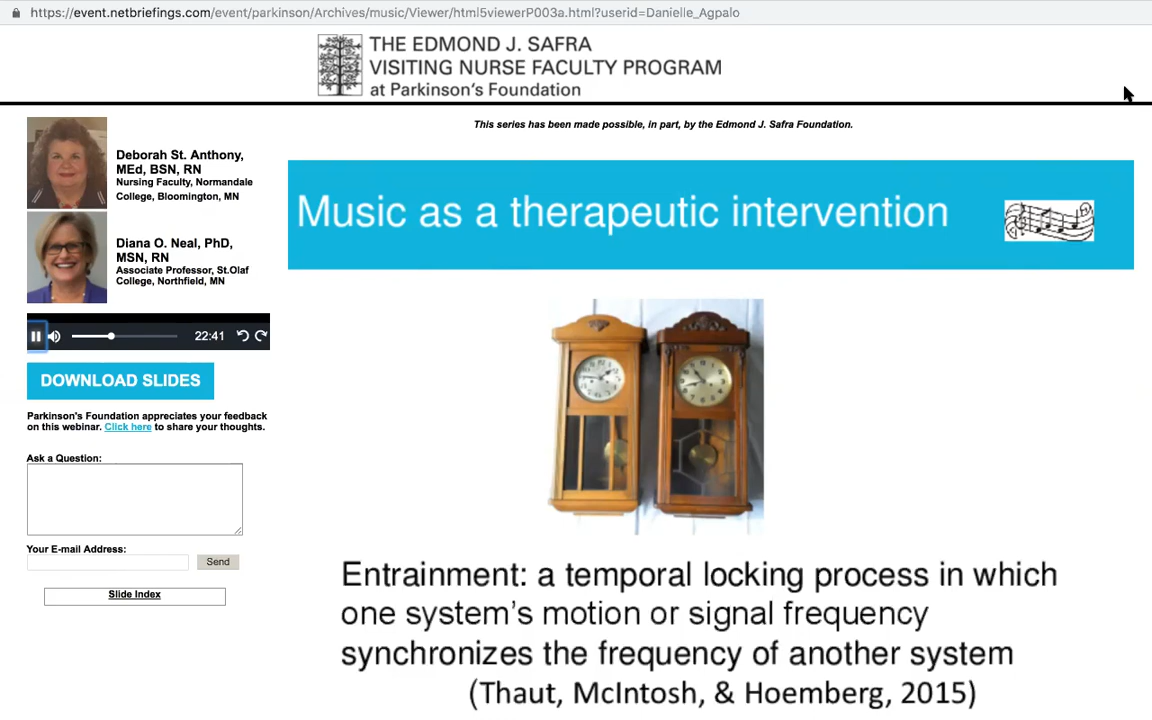 https://event.netbriefings.com/event/parkinson/Archives/music/Viewer/html5viewerP003a.html?userid=Danielle_Agpalo
THE EDMOND J. SAFRA
VISITING NURSE FACULTY PROGRAM
at Parkinson's Foundation
This series has been made possible, in part, by the Edmond J. Safra Foundation.
Deborah St. Anthony,
MEd, BSN, RN
Nursing Faculty, Normandale
College, Bloomington, MN
Diana O. Neal, PhD,
MSN, RN
Associate Professor, St.Olaf
College, Northfield, MN
22:41
DOWNLOAD SLIDES
Parkinson's Foundation appreciates your feedback
on this webinar. Click here to share your thoughts.
Ask a Question:
Your E-mail Address:
Send
Slide Index
Music as a therapeutic intervention
Entrainment: a temporal locking process in which
one system's motion or signal frequency
synchronizes the frequency of another system
(Thaut, McIntosh, & Hoemberg, 2015)